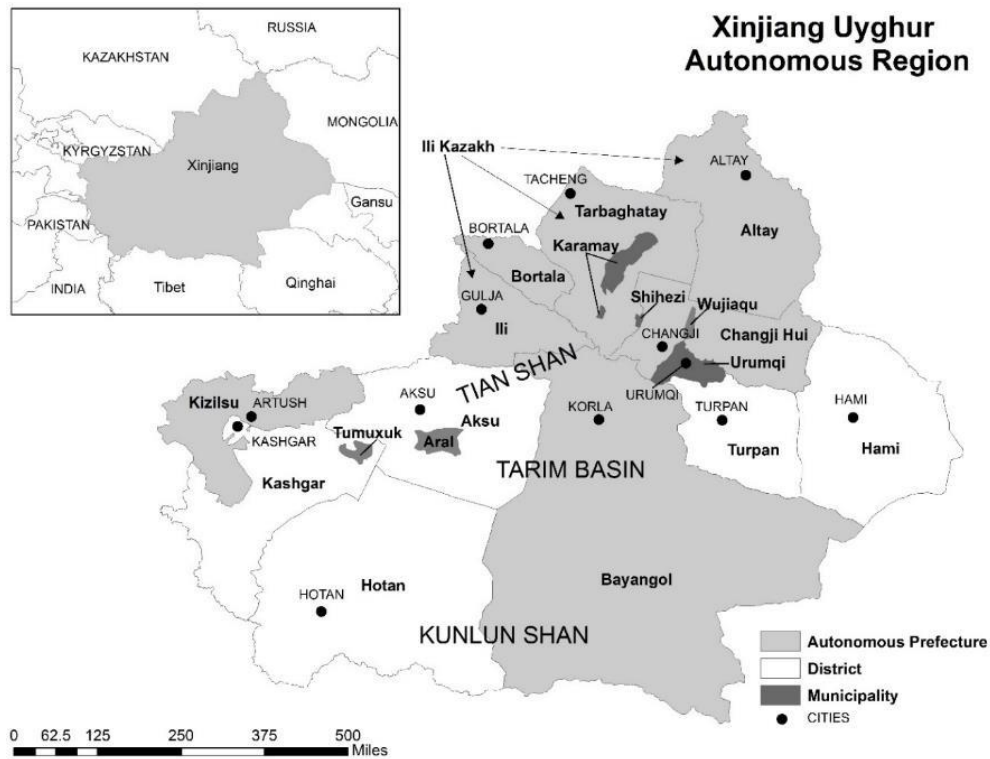 Xinjiang Uyghur
Autonomous Region
RUSSIA
KAZAKHSTAN
MONGOLIA
KYRGYZSTAN
Xinjiang
Gansu
PAKISTAN
INDIA
Tibet
Qinghai
Ili Kazakh
ALTAY
TACHENG
Tarbaghatay
Altay
BORTALA
Karamay
Bortala
GULJA
Shihezi
Wujiaqu
Ili
CHANGJI
Changji Hui
Urumqi
TIAN SHAN
URUMQI
Kizilsu
ARTUSH
AKSU
KORLA
TURPAN
HAMI
KASHGAR
Tumuxuk
Aral
Aksu
Turpan
Hami
Kashgar
TARIM BASIN
Hotan
HOTAN
Bayangol
KUNLUN SHAN
Autonomous Prefecture
District
Municipality
CITIES
0 62.5 125 250 375 500
Miles